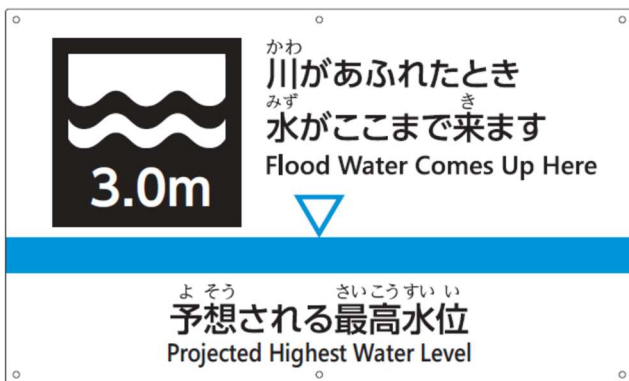 3.0m
かわ
川があふれたとき
みず き
水がここまで来ます
Flood Water Comes Up Here
よ そう さいこうすい い
予想される最高水位
Projected Highest Water Level